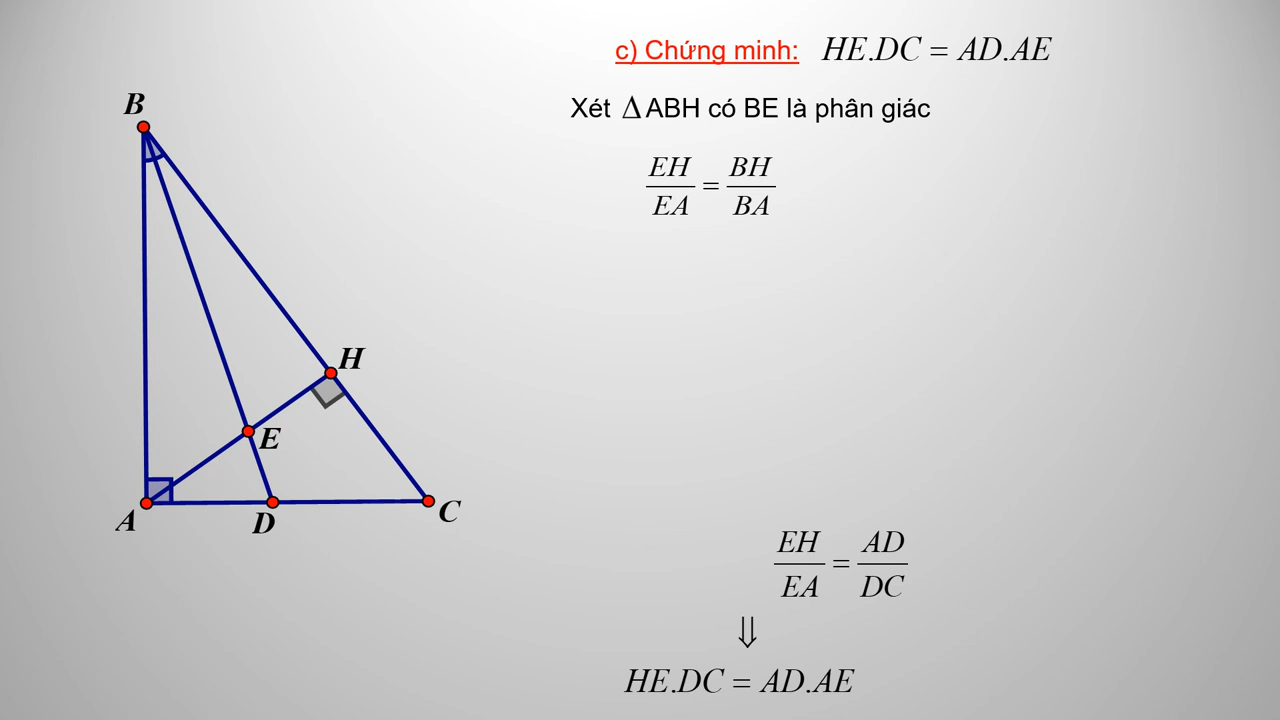 c) Chứng minh: HE.DC = AD.AE
Xét Δ ABH có BE là phân giác
EH/EA = BH/BA
B
H
E
A
D
C
EH/EA = AD/DC
⇓
HE.DC = AD.AE